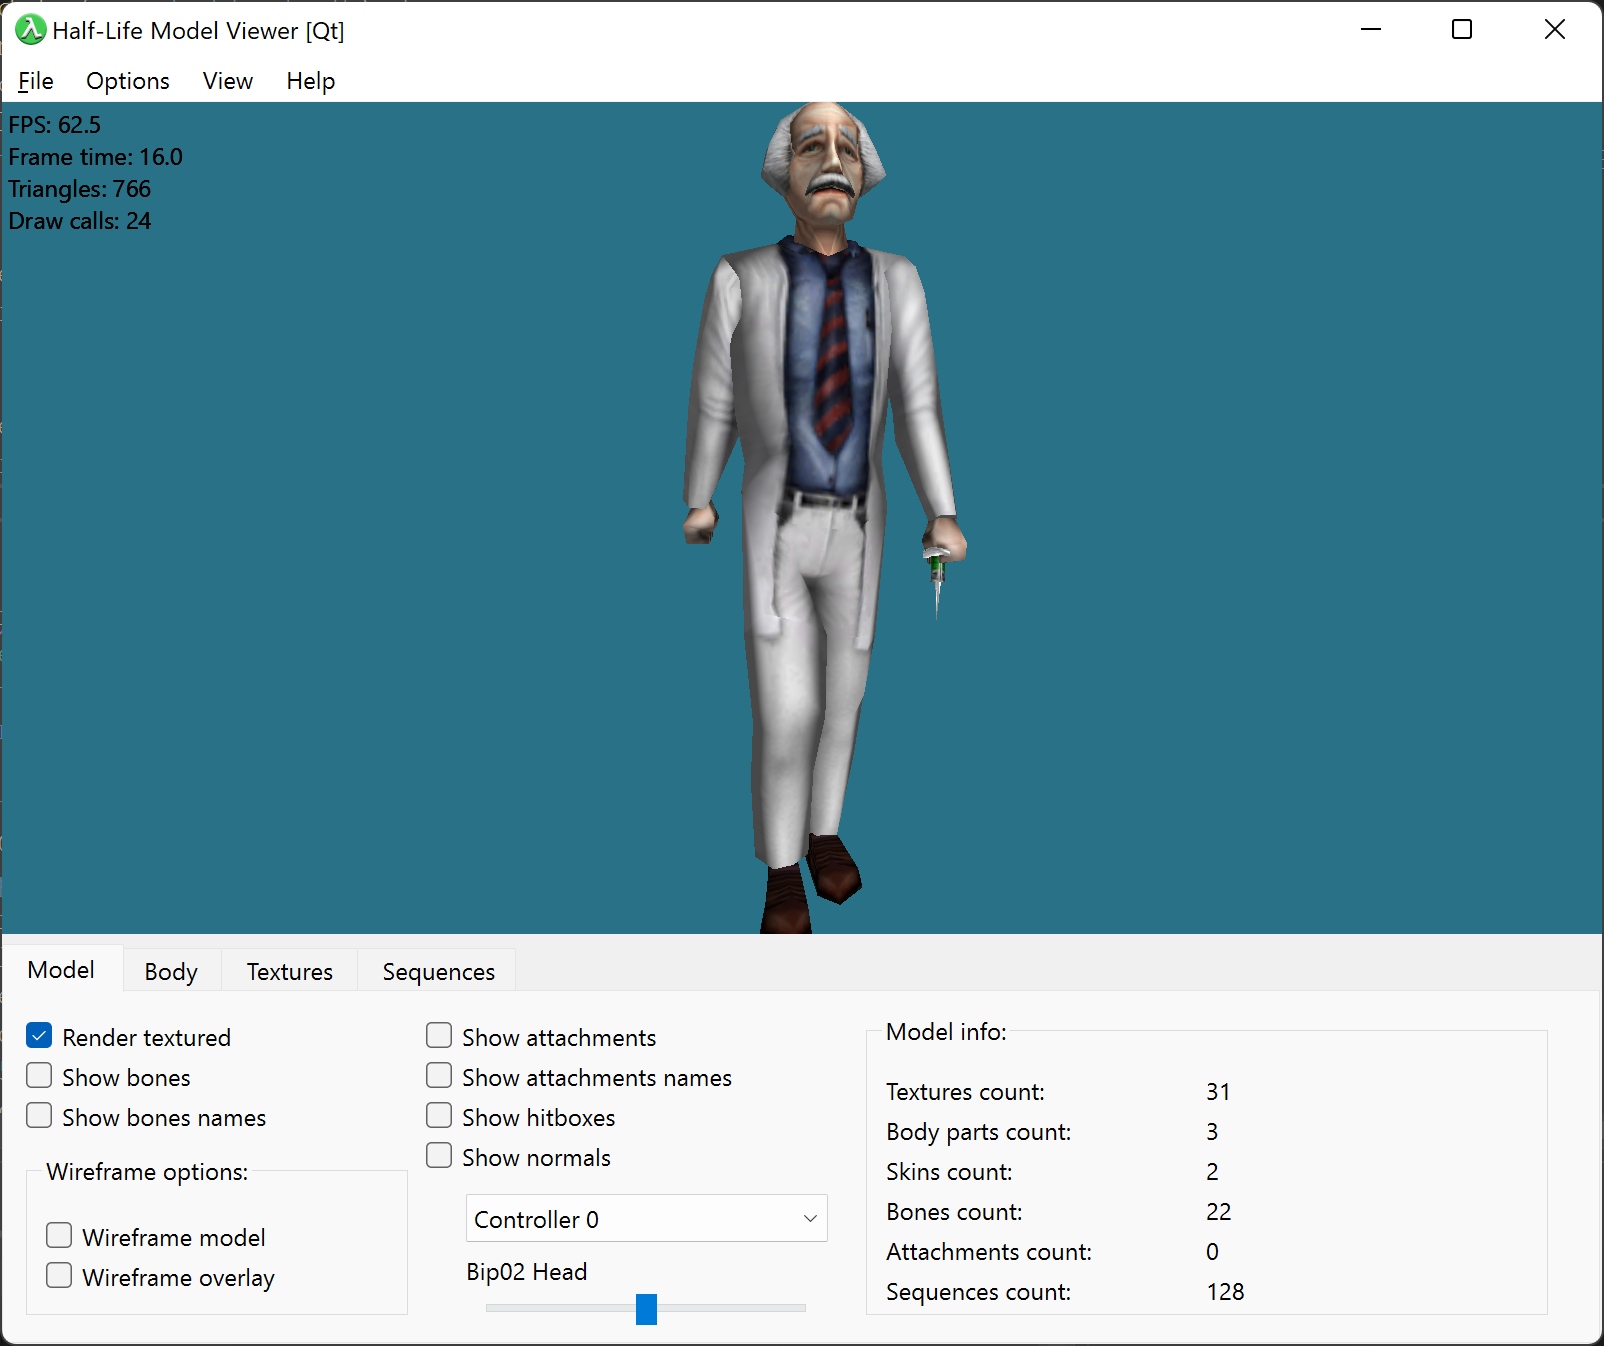 Half-Life Model Viewer [Qt]
File Options View Help
FPS: 62.5
Frame time: 16.0
Triangles: 766
Draw calls: 24
Model Body Textures Sequences
Render textured
Show bones
Show bones names
Wireframe options:
Wireframe model
Wireframe overlay
Show attachments
Show attachments names
Show hitboxes
Show normals
Controller 0
Bip02 Head
Model info:
Textures count: 31
Body parts count: 3
Skins count: 2
Bones count: 22
Attachments count: 0
Sequences count: 128